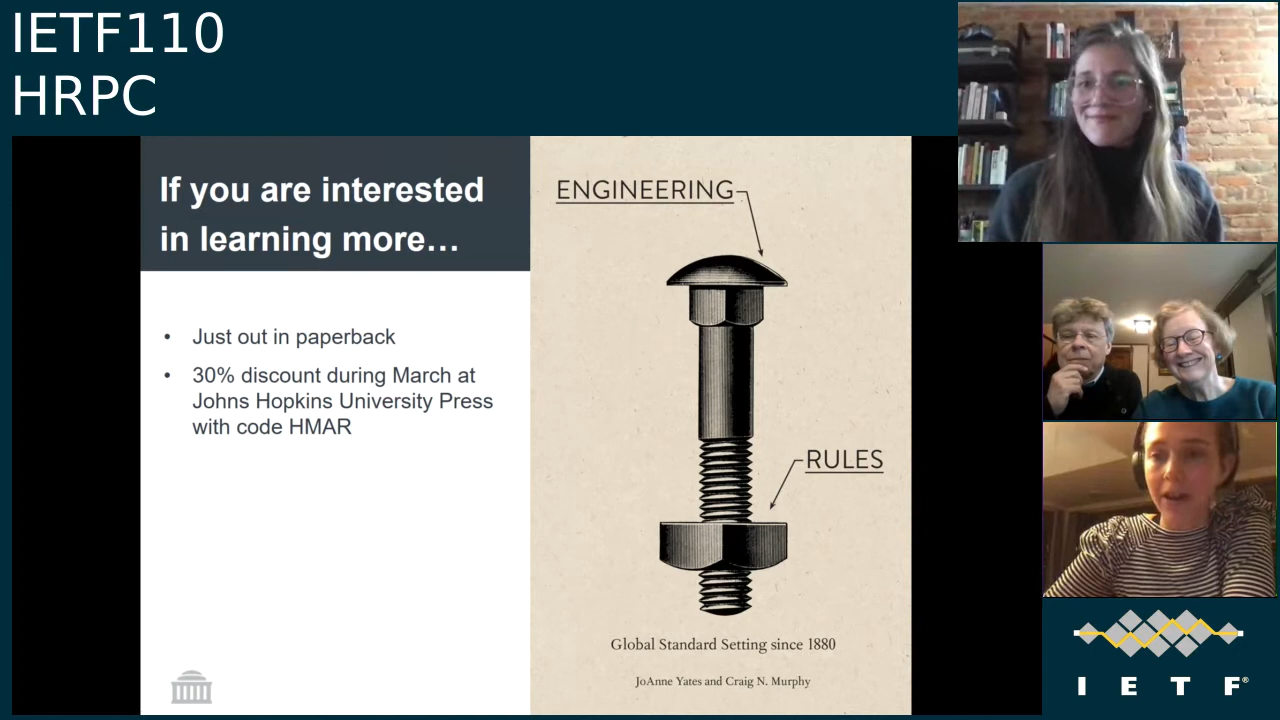 IETF110
HRPC
If you are interested
in learning more…
• Just out in paperback
• 30% discount during March at
Johns Hopkins University Press
with code HMAR
ENGINEERING
RULES
Global Standard Setting since 1880
JoAnne Yates and Craig N. Murphy
I E T F®